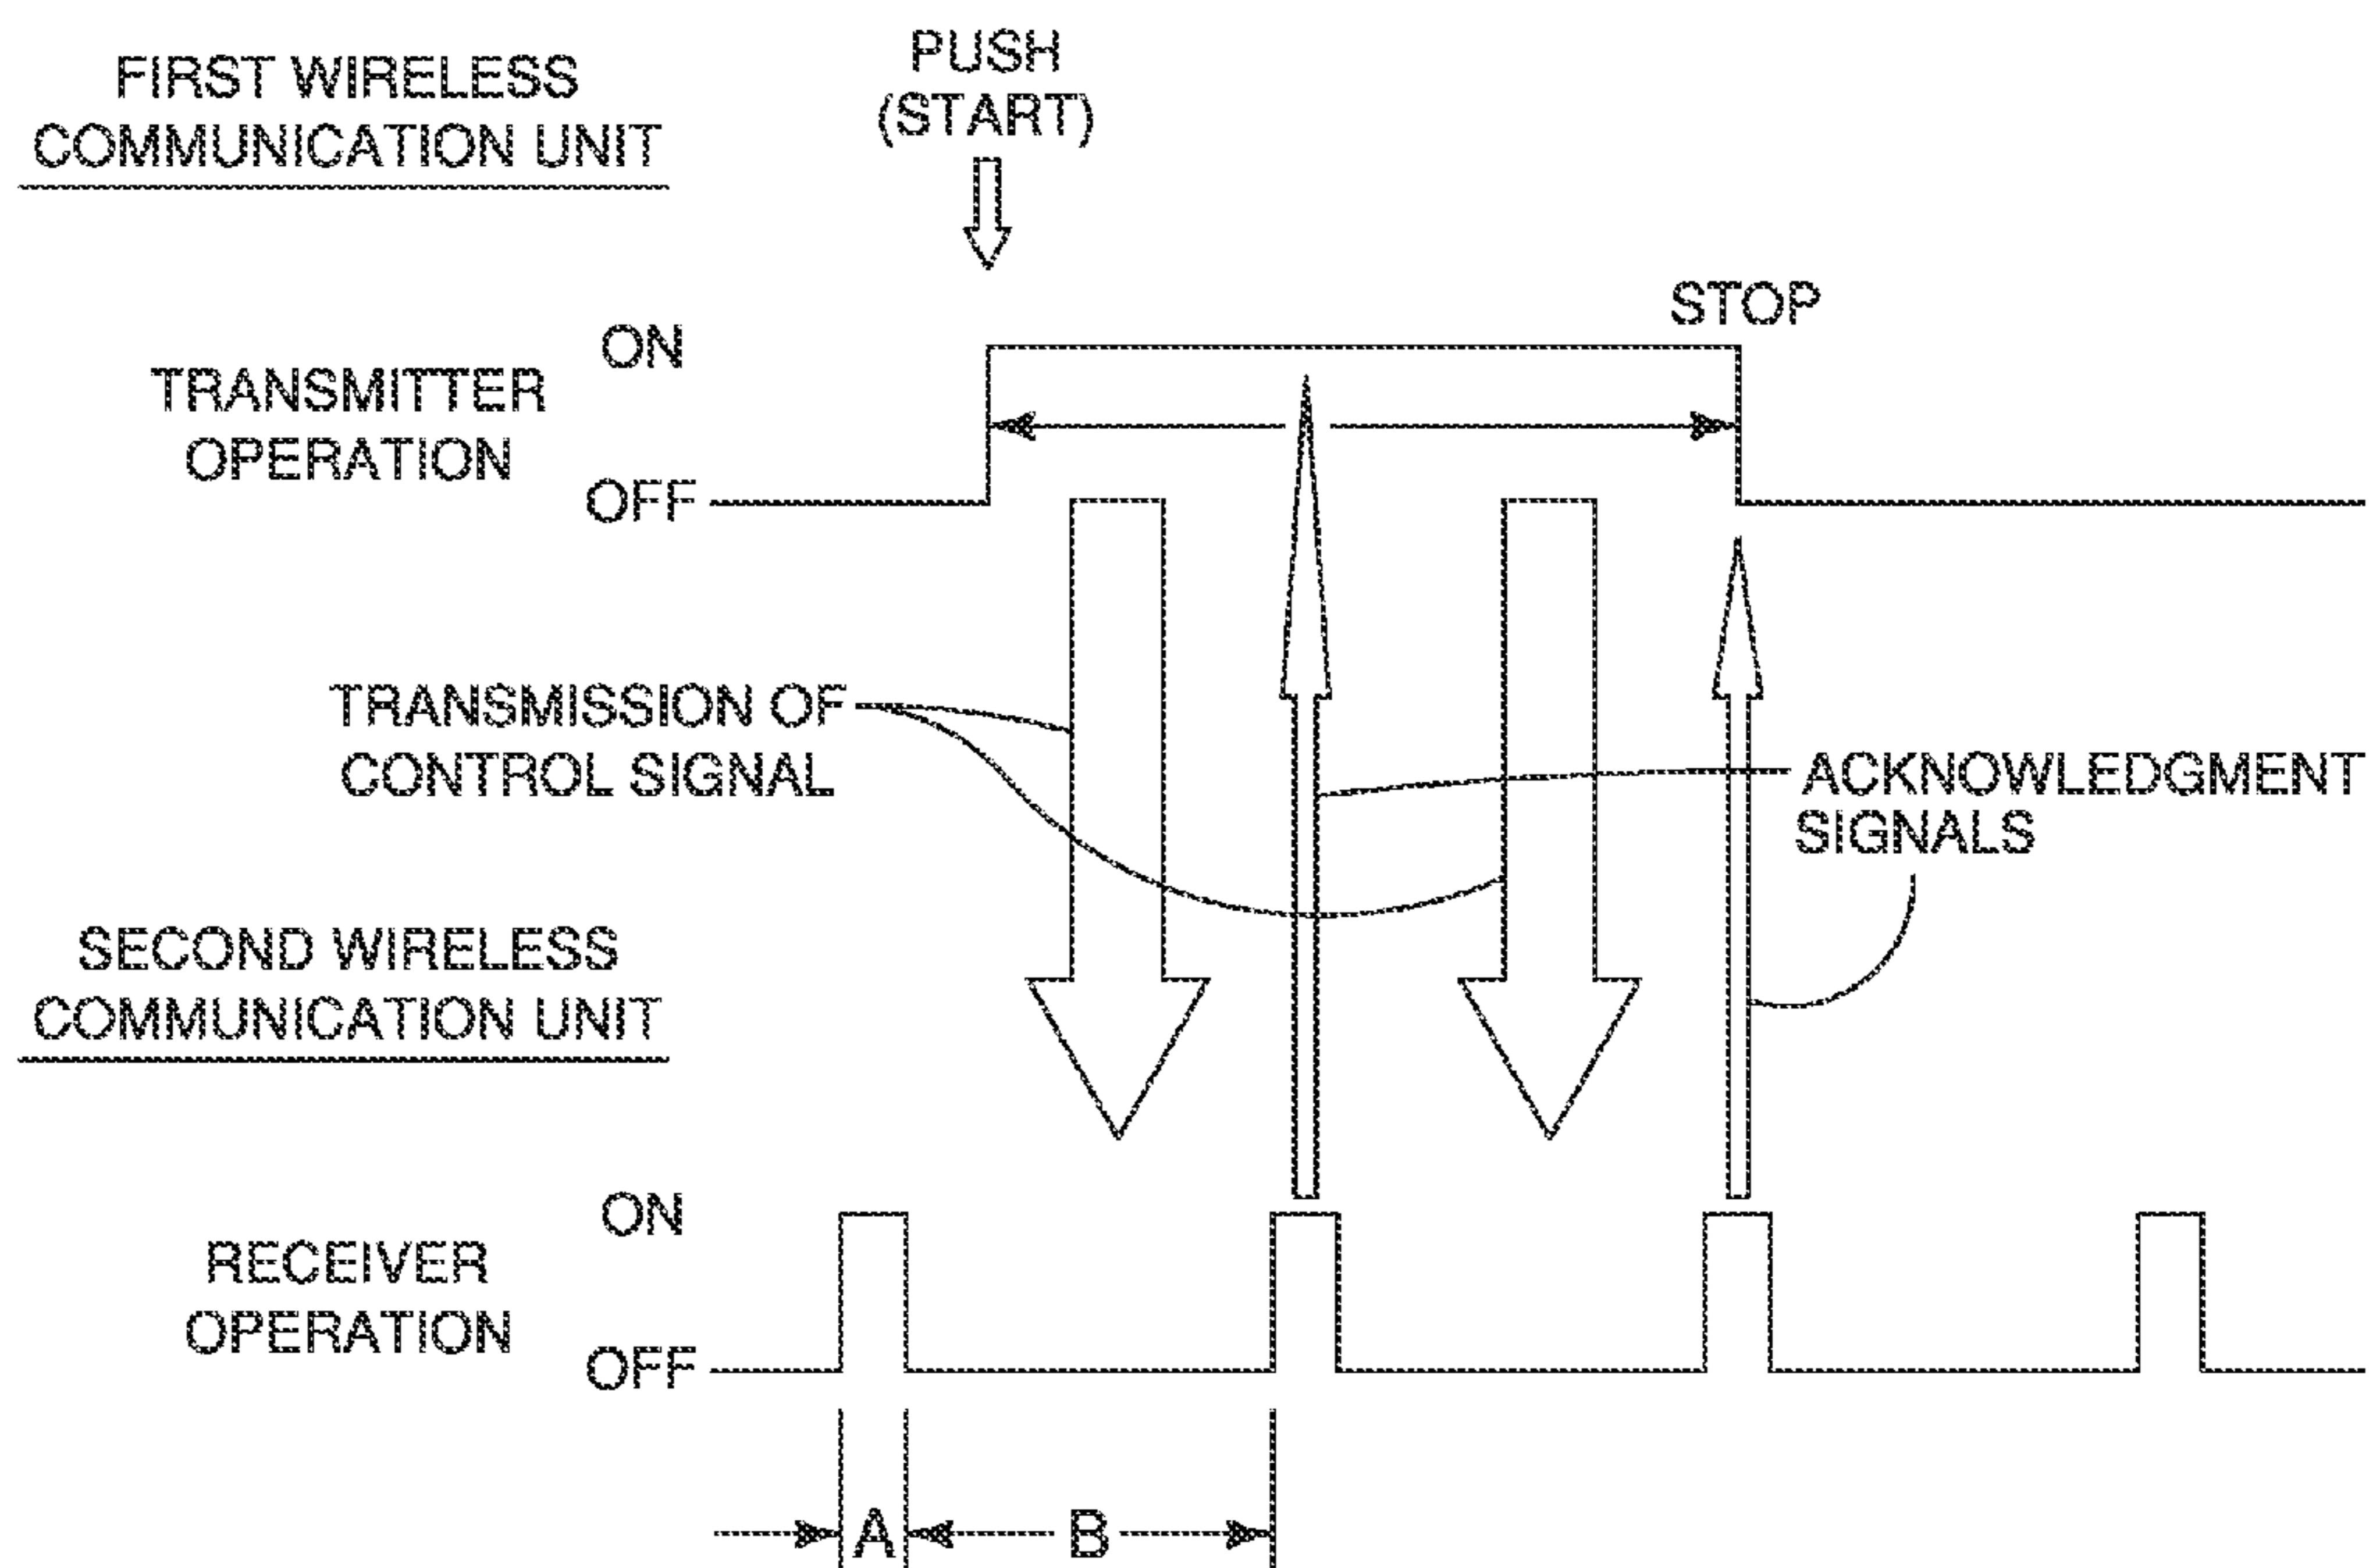 FIRST WIRELESS
COMMUNICATION UNIT
PUSH
(START)
STOP
ON
TRANSMITTER
OPERATION
OFF
TRANSMISSION OF
CONTROL SIGNAL
ACKNOWLEDGMENT
SIGNALS
SECOND WIRELESS
COMMUNICATION UNIT
ON
RECEIVER
OPERATION
OFF
A
B